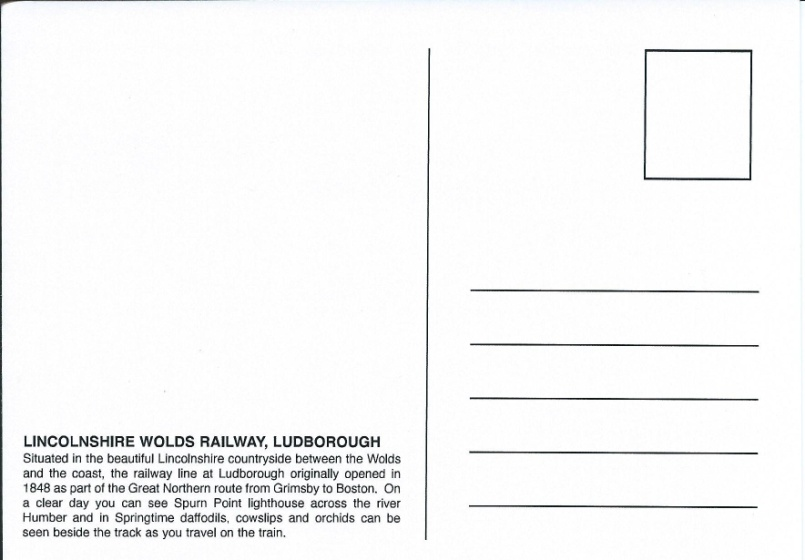 LINCOLNSHIRE WOLDS RAILWAY, LUDBOROUGH
Situated in the beautiful Lincolnshire countryside between the Wolds
and the coast, the railway line at Ludborough originally opened in
1848 as part of the Great Northern route from Grimsby to Boston. On
a clear day you can see Spurn Point lighthouse across the river
Humber and in Springtime daffodils, cowslips and orchids can be
seen beside the track as you travel on the train.